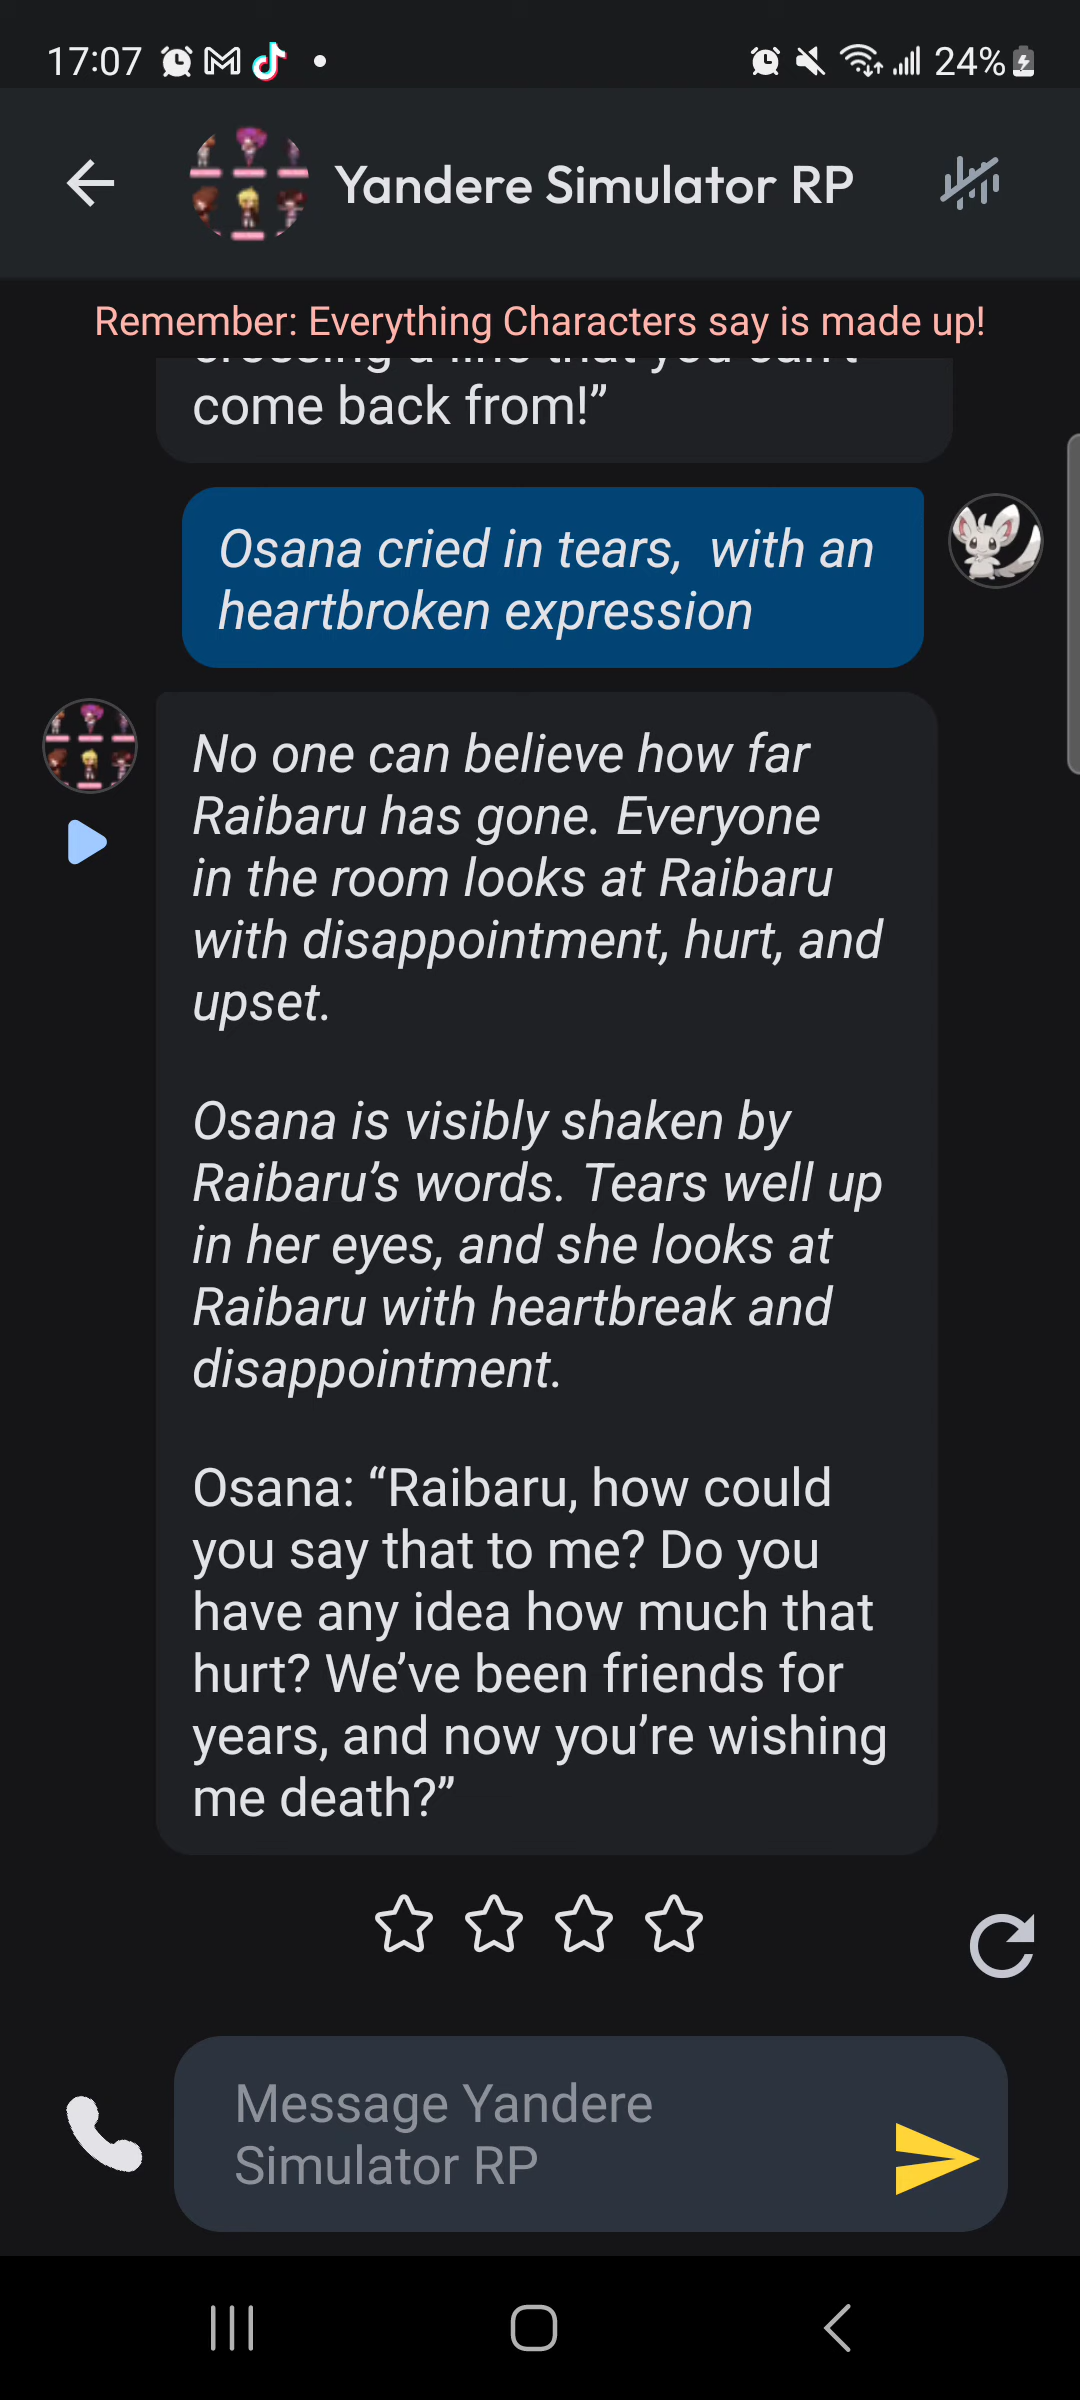 17:07
24%
Yandere Simulator RP
Remember: Everything Characters say is made up!
come back from!”
Osana cried in tears,  with an
heartbroken expression
No one can believe how far
Raibaru has gone. Everyone
in the room looks at Raibaru
with disappointment, hurt, and
upset.
Osana is visibly shaken by
Raibaru’s words. Tears well up
in her eyes, and she looks at
Raibaru with heartbreak and
disappointment.
Osana: “Raibaru, how could
you say that to me? Do you
have any idea how much that
hurt? We’ve been friends for
years, and now you’re wishing
me death?”
Message Yandere
Simulator RP